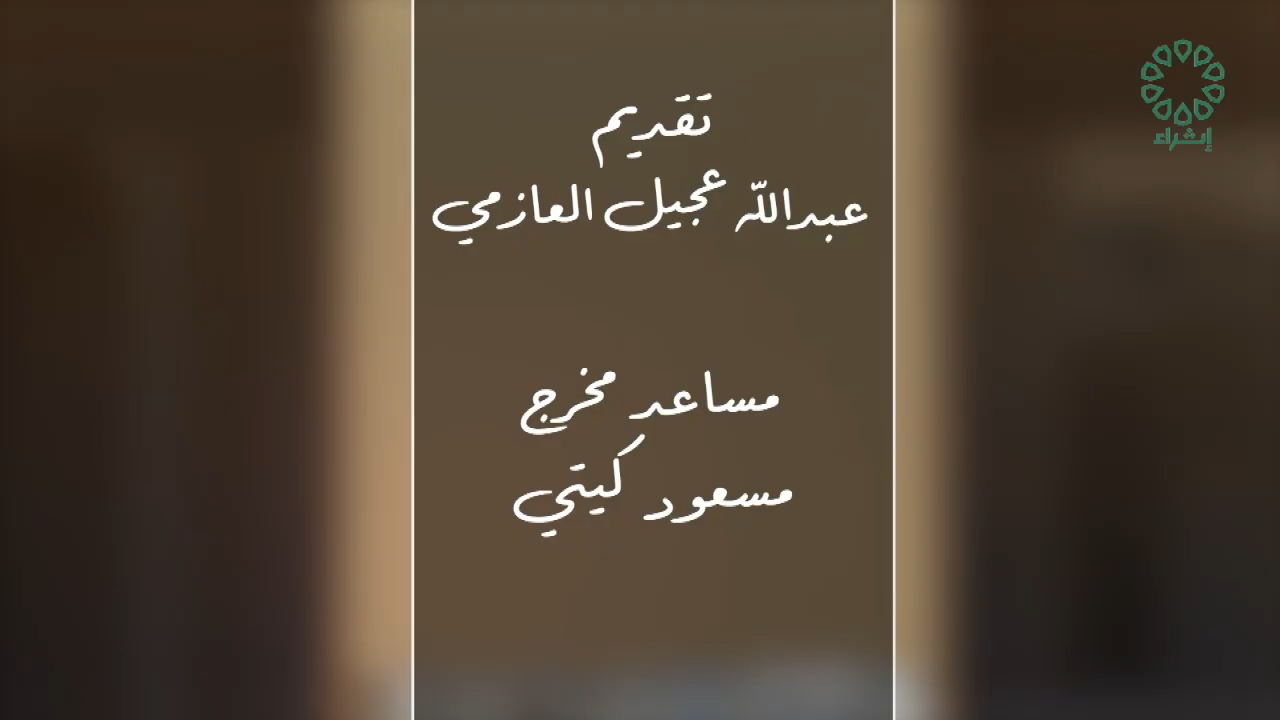 إثراء
تقديم
عبدالله عجيل العازمي
مساعد مخرج
مسعود كيتي